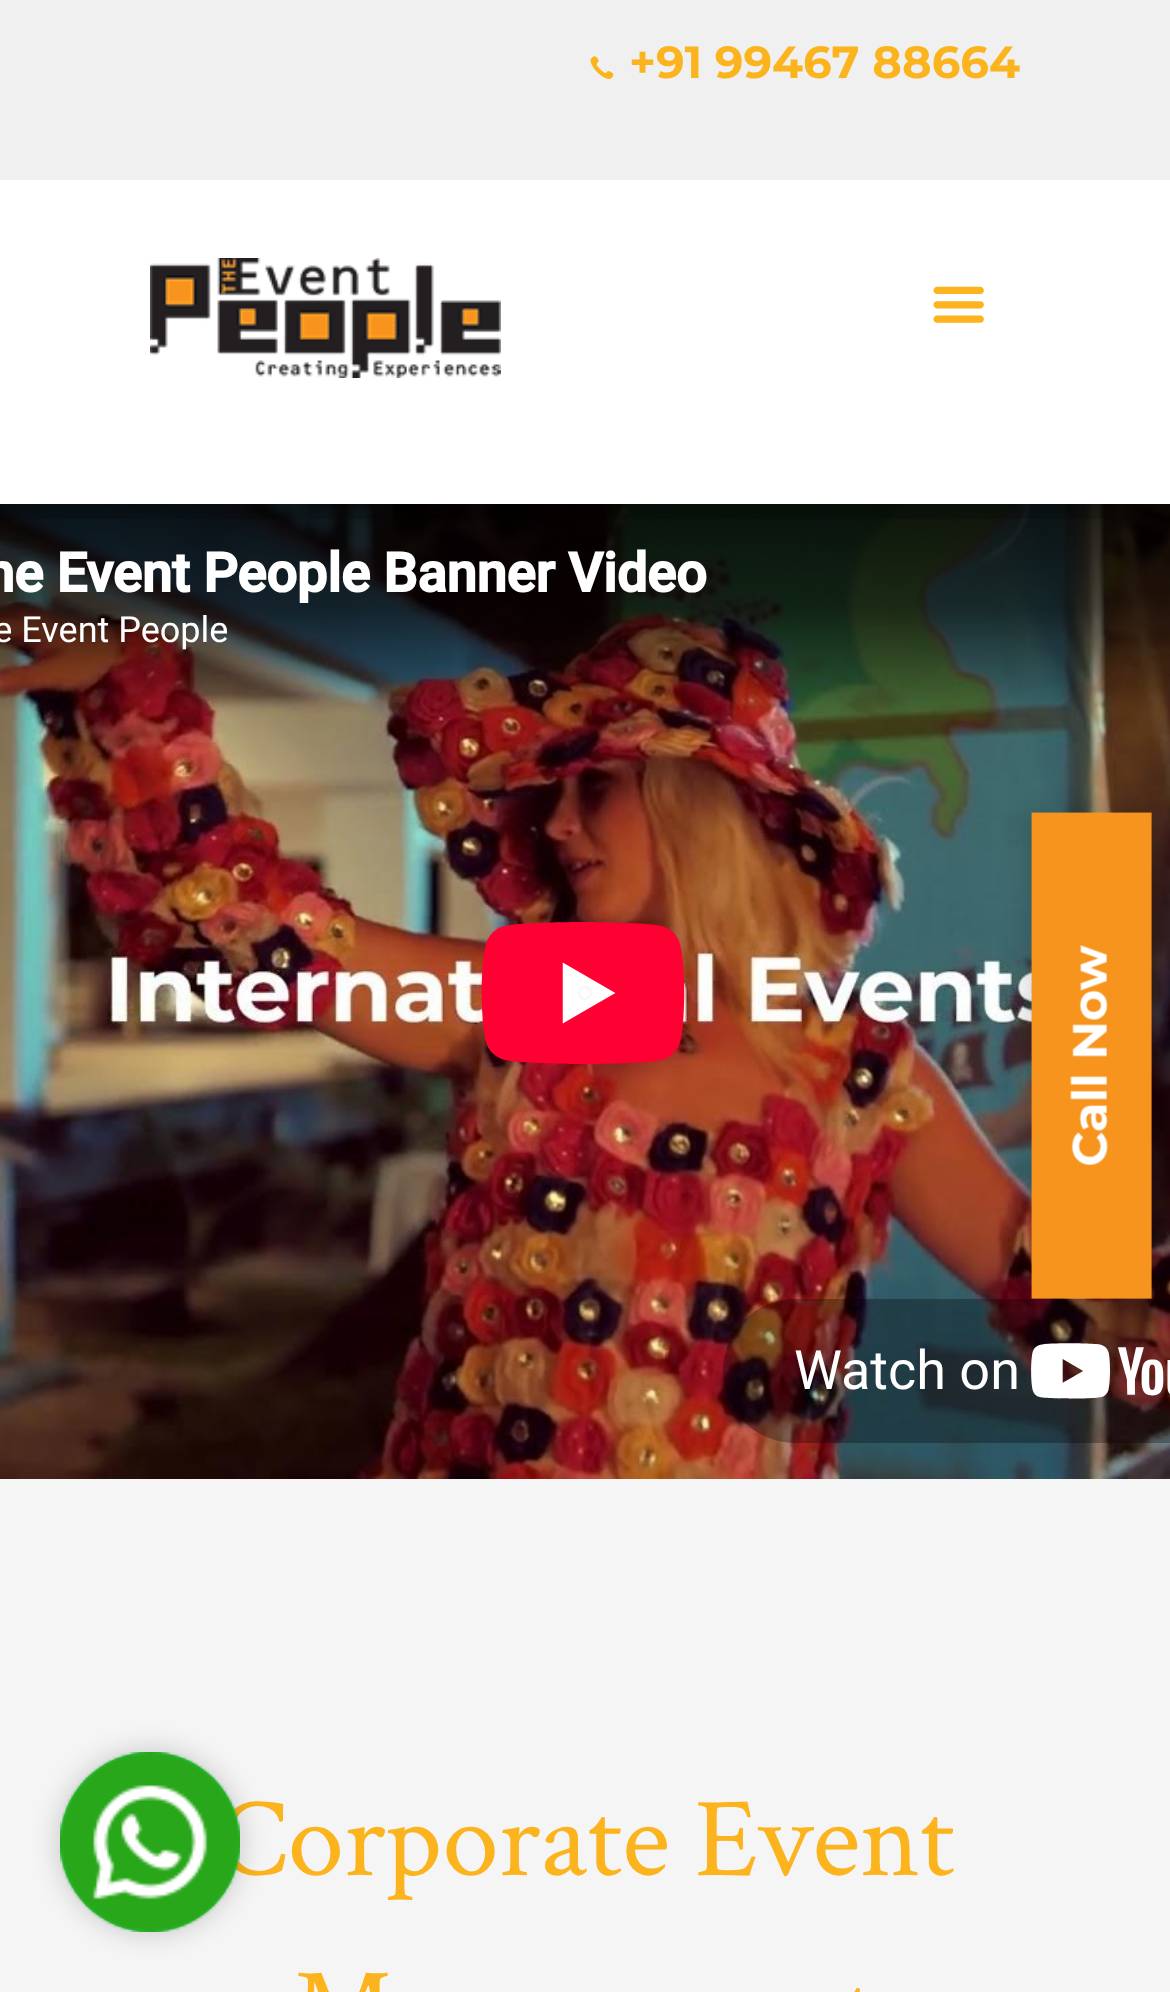 +91 99467 88664
THE Event
People
Creating Experiences
he Event People Banner Video
e Event People
Events
Call Now
Watch on
Corporate Event